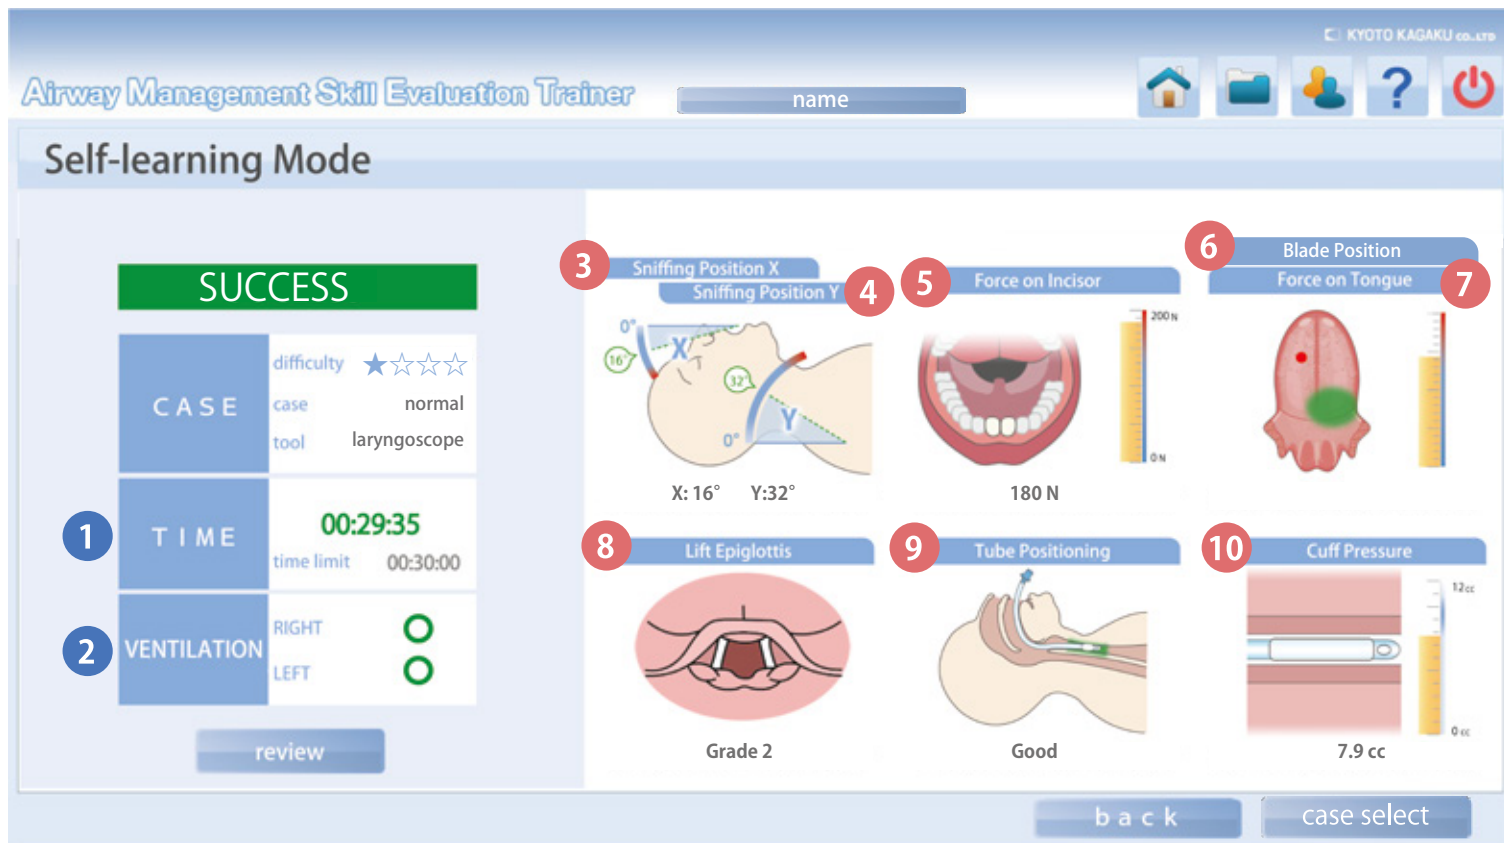 KYOTO KAGAKU CO.,LTD
Airway Management Skill Evaluation Trainer
name
?
Self-learning Mode
SUCCESS
CASE
difficulty ★☆☆☆
case normal
tool laryngoscope
1
TIME
00:29:35
time limit 00:30:00
2
VENTILATION
RIGHT
LEFT
review
3
Sniffing Position X
Sniffing Position Y
4
0°
X
16°
32°
Y
0°
X: 16° Y:32°
5
Force on Incisor
200 N
0 N
180 N
6
Blade Position
Force on Tongue
7
8
Lift Epiglottis
Grade 2
9
Tube Positioning
Good
10
Cuff Pressure
12cc
0 cc
7.9 cc
back
case select